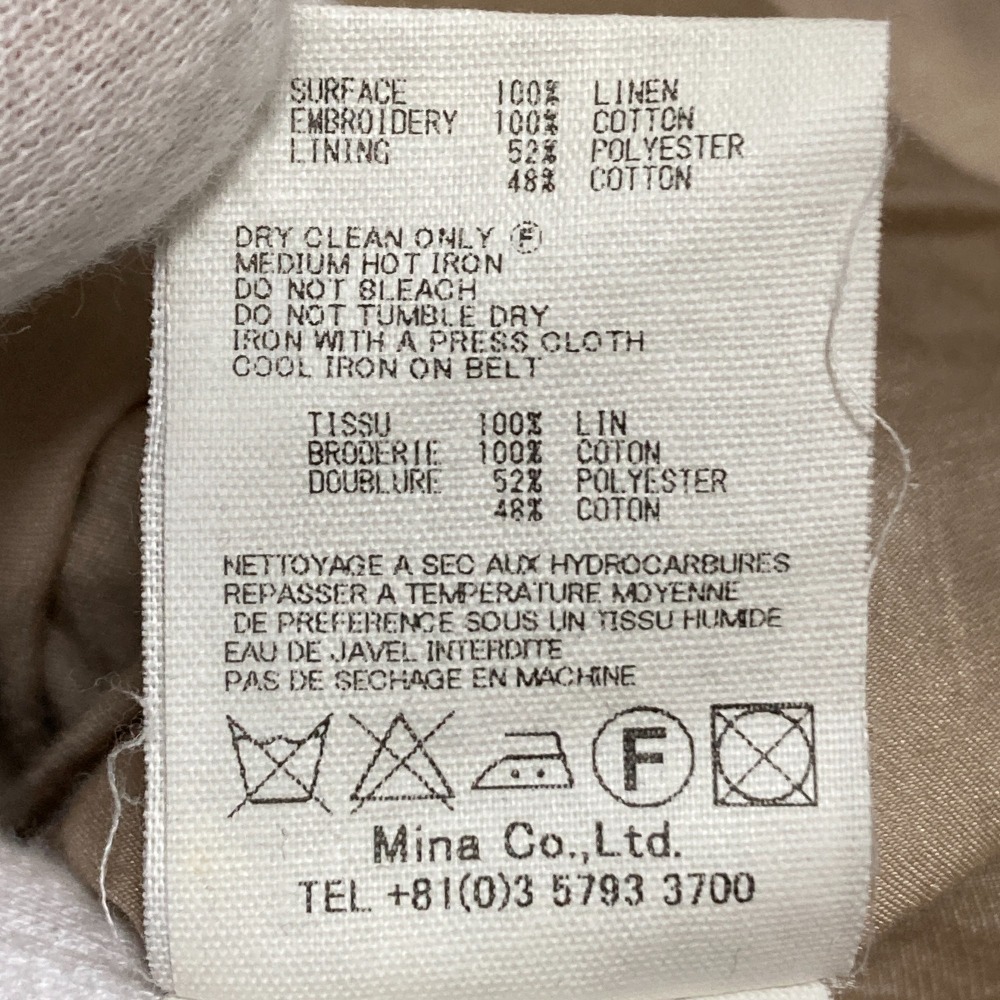 SURFACE 100% LINEN
EMBROIDERY 100% COTTON
LINING 52% POLYESTER
48% COTTON
DRY CLEAN ONLY Ⓕ
MEDIUM HOT IRON
DO NOT BLEACH
DO NOT TUMBLE DRY
IRON WITH A PRESS CLOTH
COOL IRON ON BELT
TISSU 100% LIN
BRODERIE 100% COTON
DOUBLURE 52% POLYESTER
48% COTON
NETTOYAGE A SEC AUX HYDROCARBURES
REPASSER A TEMPERATURE MOYENNE
DE PREFERENCE SOUS UN TISSU HUMIDE
EAU DE JAVEL INTERDITE
PAS DE SECHAGE EN MACHINE
F
Mina Co.,Ltd.
TEL +81(0)3 5793 3700